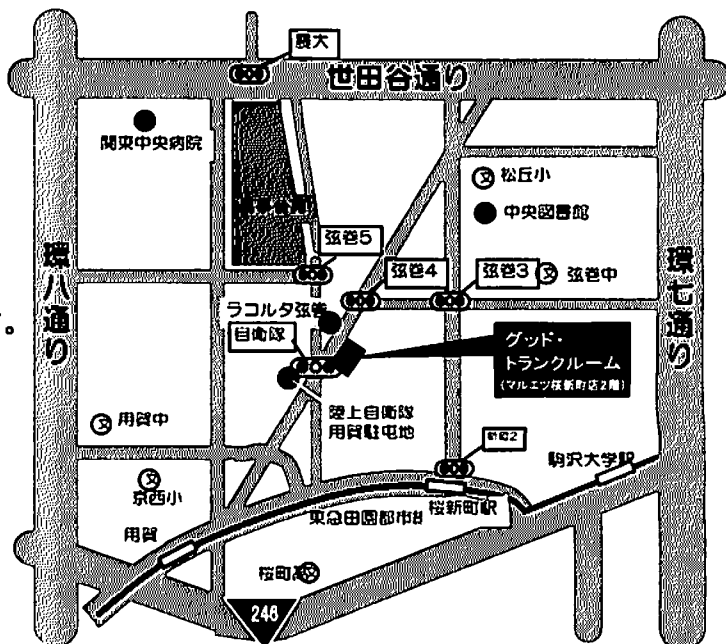 農大
世田谷通り
関東中央病院
松丘小
中央図書館
弦巻5
弦巻4
弦巻3
弦巻中
環八通り
環七通り
ラコルタ弦巻
自衛隊
グッド・
トランクルーム
(マルエツ桜新町店2階)
陸上自衛隊
用賀駐屯地
用賀中
新町2
駒沢大学駅
京西小
用賀
東急田園都市線
桜新町駅
桜町高
246
。